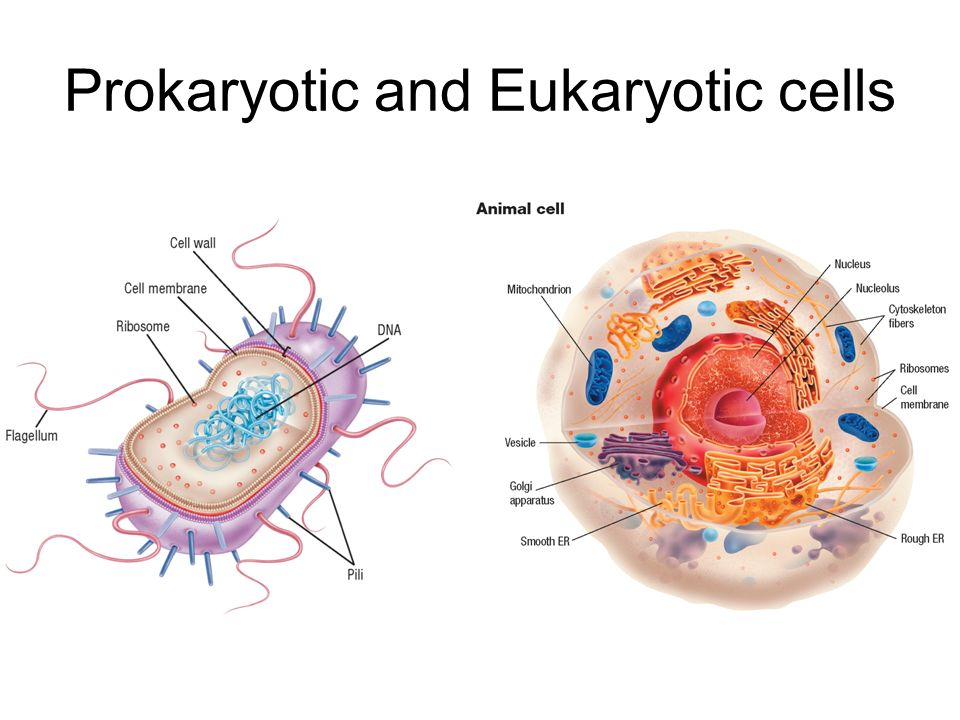 Prokaryotic and Eukaryotic cells
Cell wall
Cell membrane
Ribosome
DNA
Flagellum
Pili
Animal cell
Nucleus
Mitochondrion
Nucleolus
Cytoskeleton
fibers
Ribosomes
Cell
membrane
Vesicle
Golgi
apparatus
Smooth ER
Rough ER